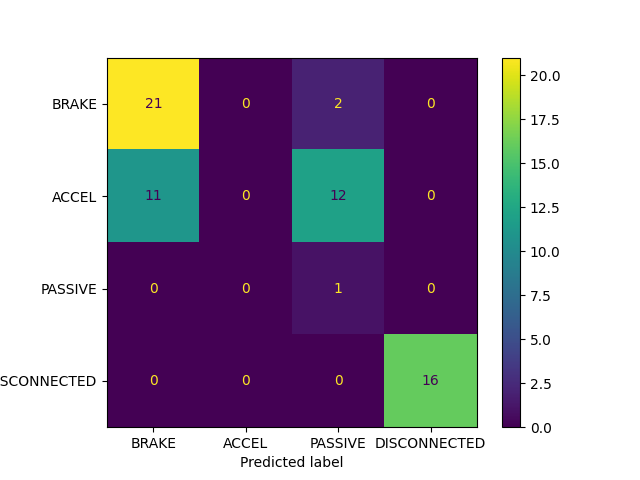 BRAKE 21 0 2 0
ACCEL 11 0 12 0
PASSIVE 0 0 1 0
SCONNECTED 0 0 0 16
BRAKE ACCEL PASSIVE DISCONNECTED
Predicted label
20.0
17.5
15.0
12.5
10.0
7.5
5.0
2.5
0.0